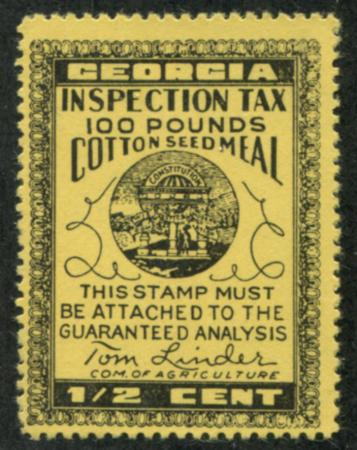 GEORGIA
INSPECTION TAX
100 POUNDS
COTTON SEED MEAL
CONSTITUTION
THIS STAMP MUST
BE ATTACHED TO THE
GUARANTEED ANALYSIS
Tom Linder
COM. OF AGRICULTURE
1/2 CENT